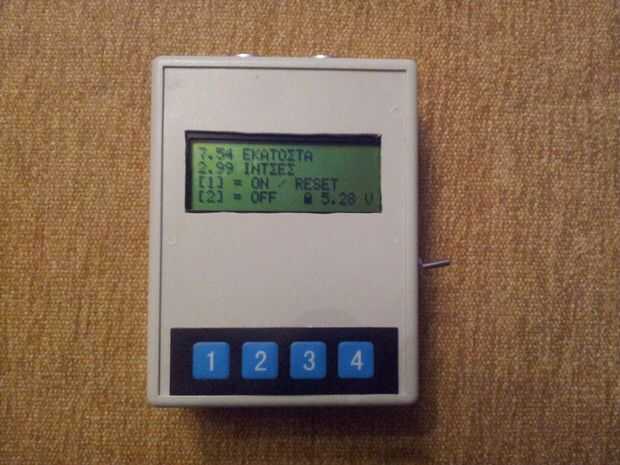 7.54 ΕΚΑΤΟΣΤΑ
2.99 ΙΝΤΣΕΣ
[1] = ON / RESET
[2] = OFF 5.28 V
1 2 3 4